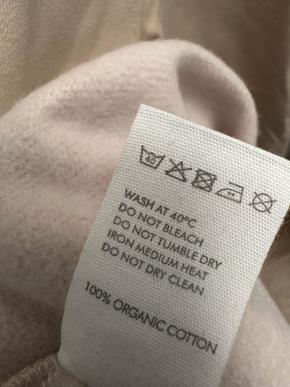 40
WASH AT 40°C
DO NOT BLEACH
DO NOT TUMBLE DRY
IRON MEDIUM HEAT
DO NOT DRY CLEAN
100% ORGANIC COTTON